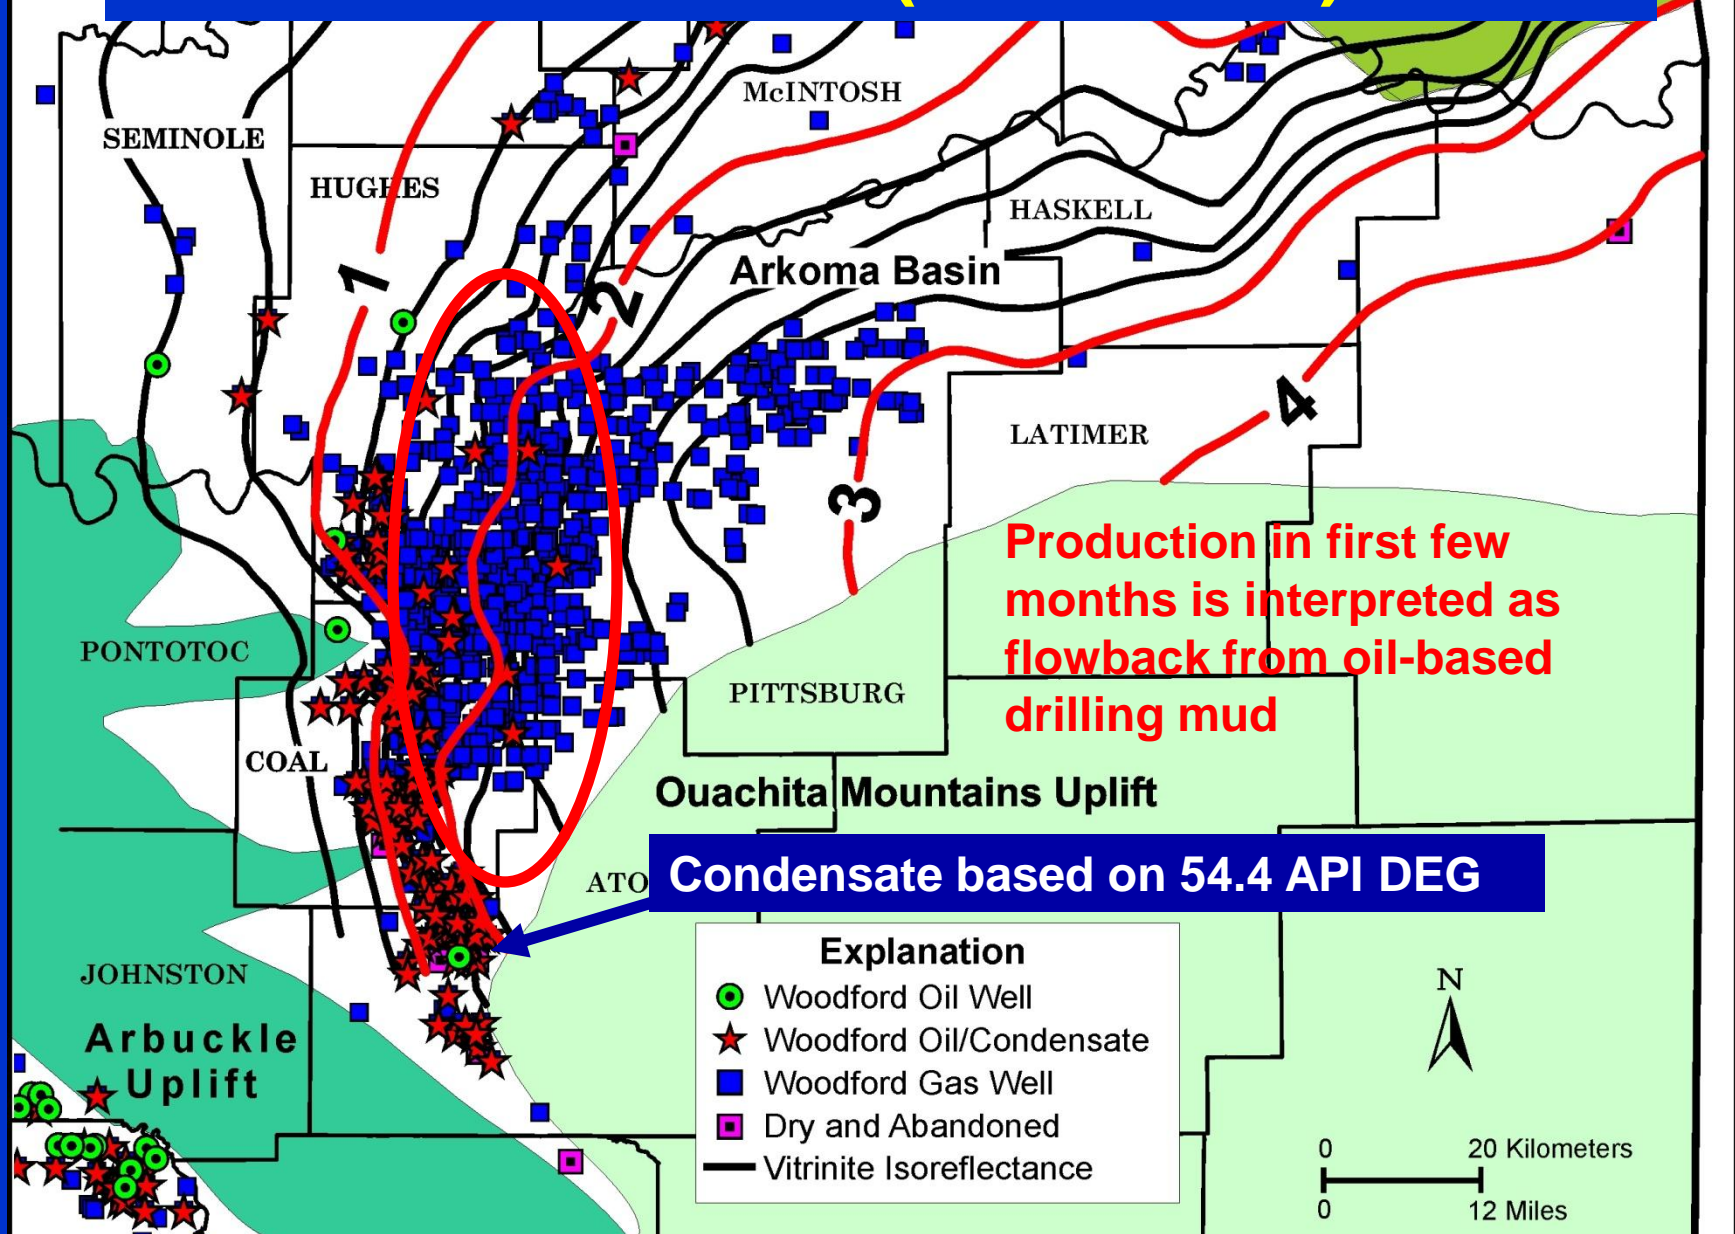 McINTOSH
SEMINOLE
HUGHES
HASKELL
Arkoma Basin
1
2
4
LATIMER
3
Production in first few
months is interpreted as
flowback from oil-based
drilling mud
PONTOTOC
PITTSBURG
COAL
Ouachita Mountains Uplift
ATO
Condensate based on 54.4 API DEG
JOHNSTON
Arbuckle
Uplift
Explanation
Woodford Oil Well
Woodford Oil/Condensate
Woodford Gas Well
Dry and Abandoned
Vitrinite Isoreflectance
N
0 20 Kilometers
0 12 Miles